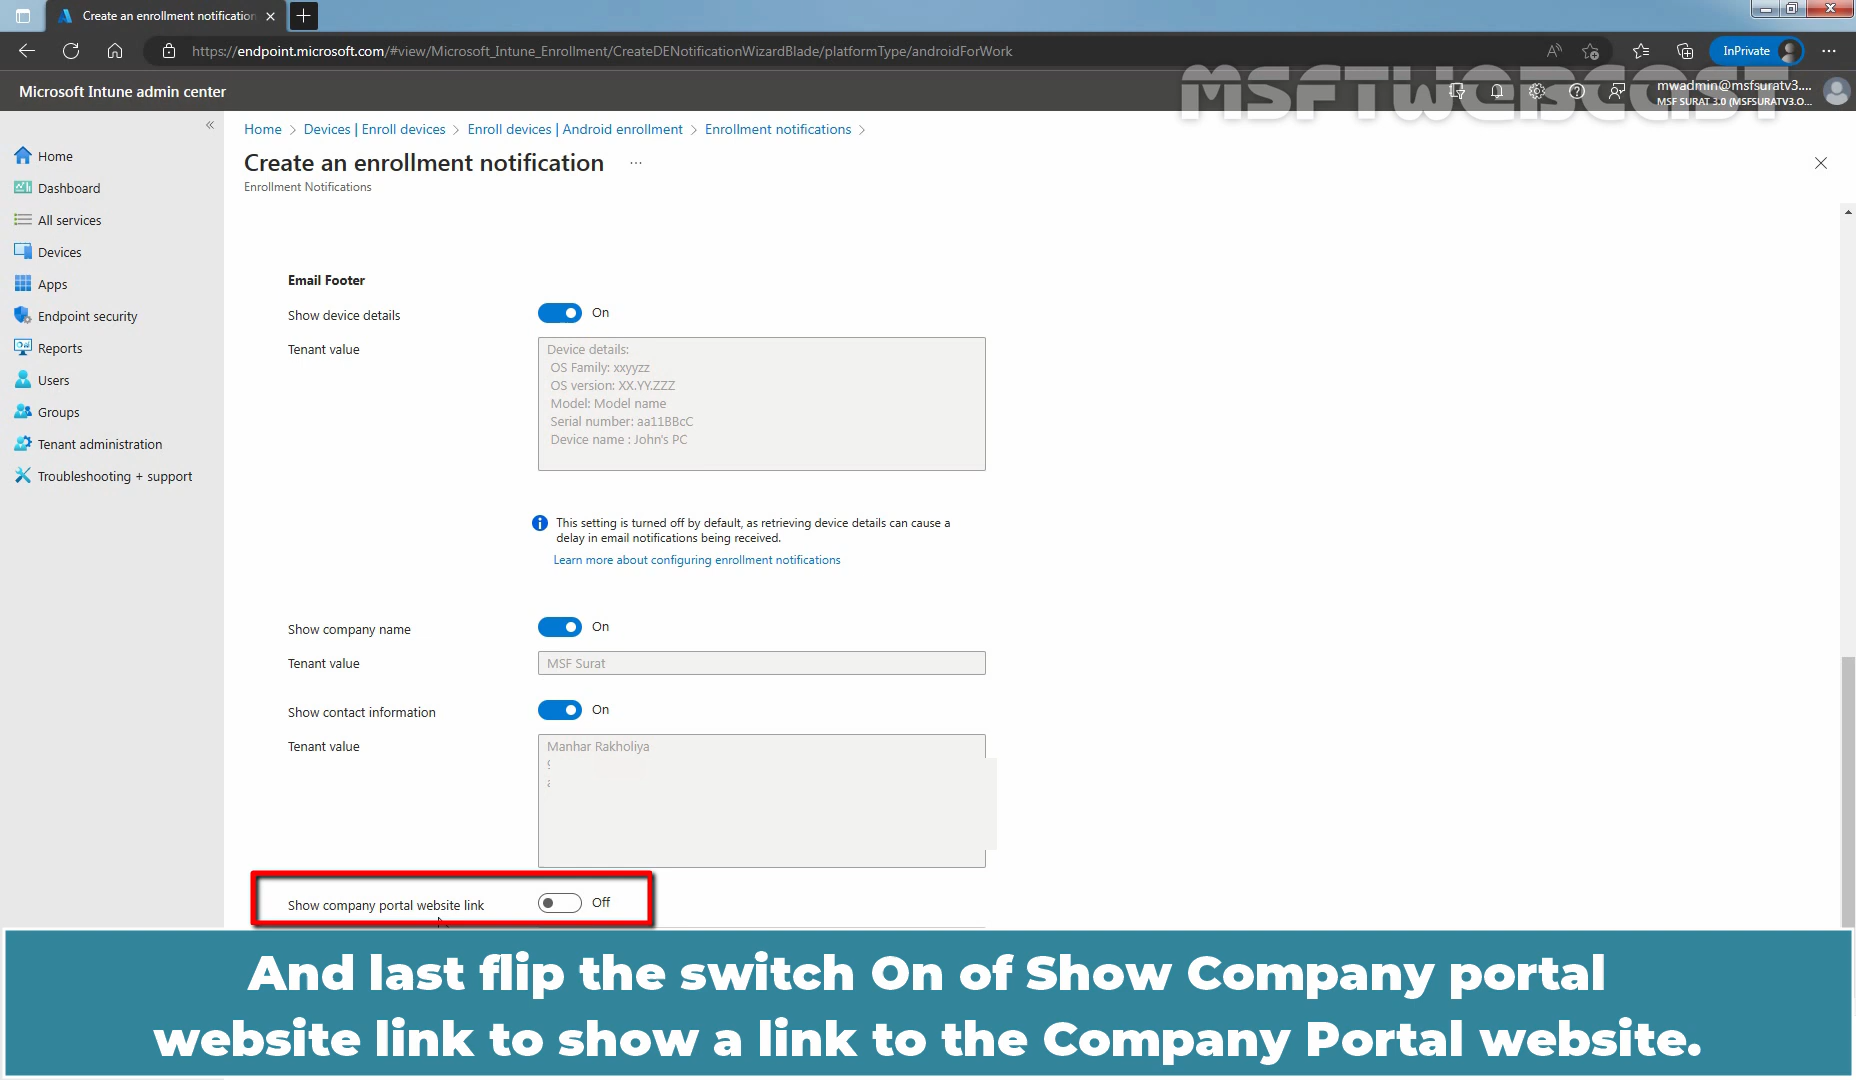 Create an enrollment notification
https://endpoint.microsoft.com/#view/Microsoft_Intune_Enrollment/CreateDENotificationWizardBlade/platformType/androidForWork
InPrivate
Microsoft Intune admin center
MSFTWEBCAST
mwadmin@msfsuratv3....
MSF SURAT 3.0 (MSFSURATV3.O...
Home > Devices | Enroll devices > Enroll devices | Android enrollment > Enrollment notifications >
Create an enrollment notification ...
Enrollment Notifications
Home
Dashboard
All services
Devices
Apps
Endpoint security
Reports
Users
Groups
Tenant administration
Troubleshooting + support
Email Footer
Show device details On
Tenant value
Device details:
OS Family: xxyyzz
OS version: XX.YY.ZZZ
Model: Model name
Serial number: aa11BBcC
Device name : John's PC
This setting is turned off by default, as retrieving device details can cause a
delay in email notifications being received.
Learn more about configuring enrollment notifications
Show company name On
Tenant value MSF Surat
Show contact information On
Tenant value Manhar Rakholiya
Show company portal website link Off
And last flip the switch On of Show Company portal
website link to show a link to the Company Portal website.